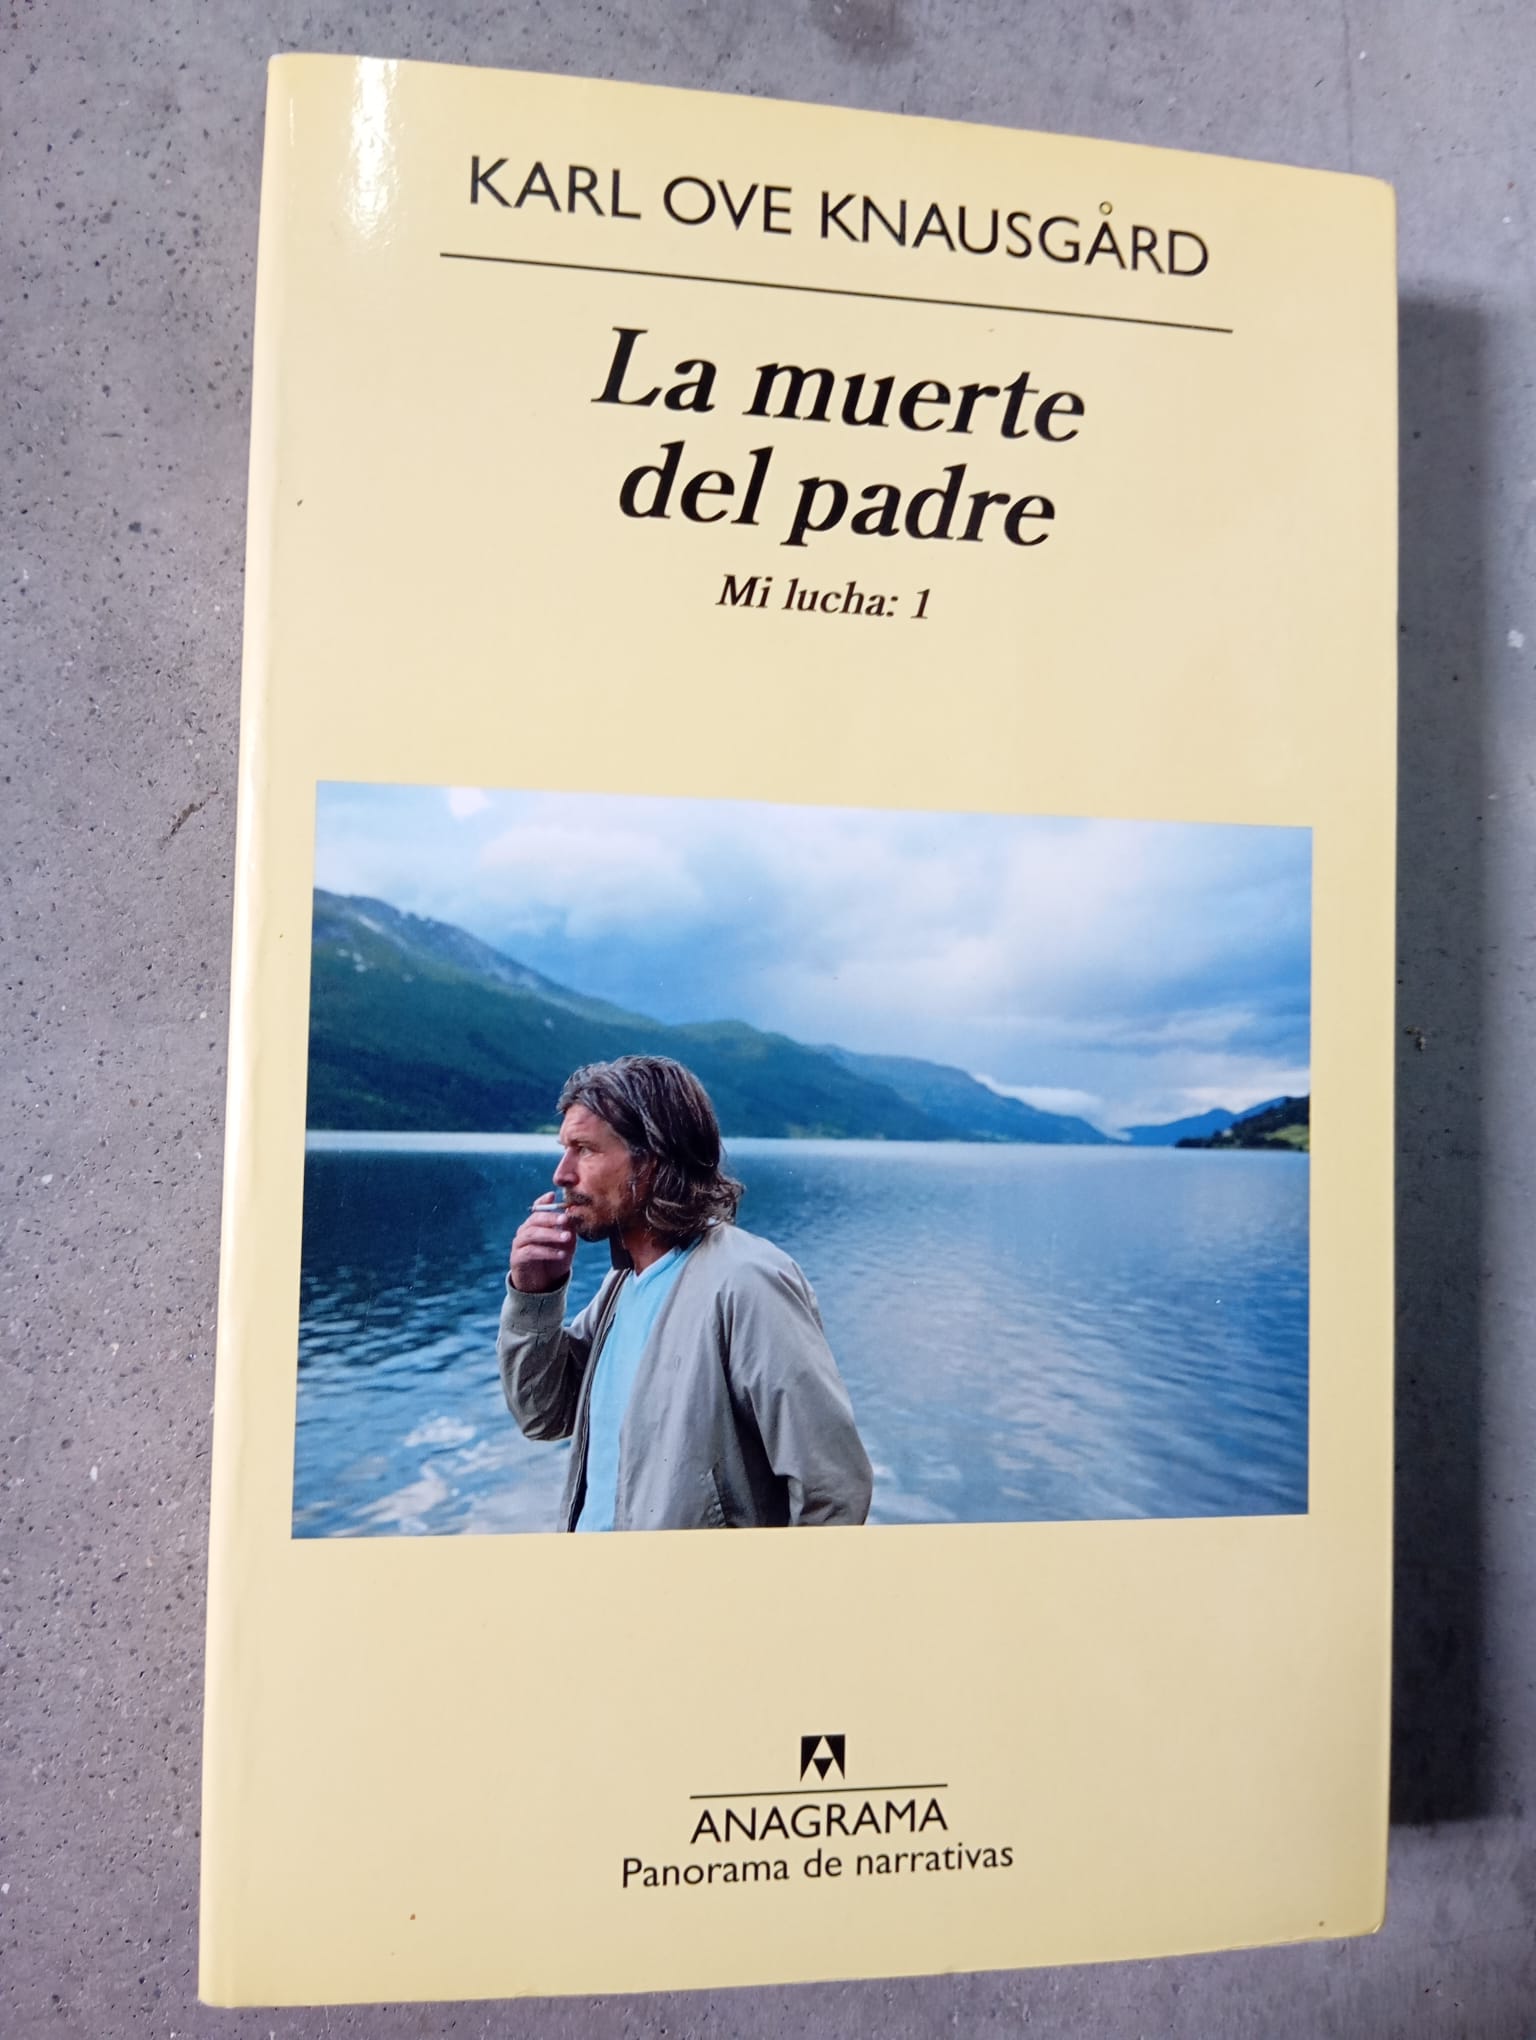 KARL OVE KNAUSGÅRD
La muerte
del padre
Mi lucha: 1
ANAGRAMA
Panorama de narrativas